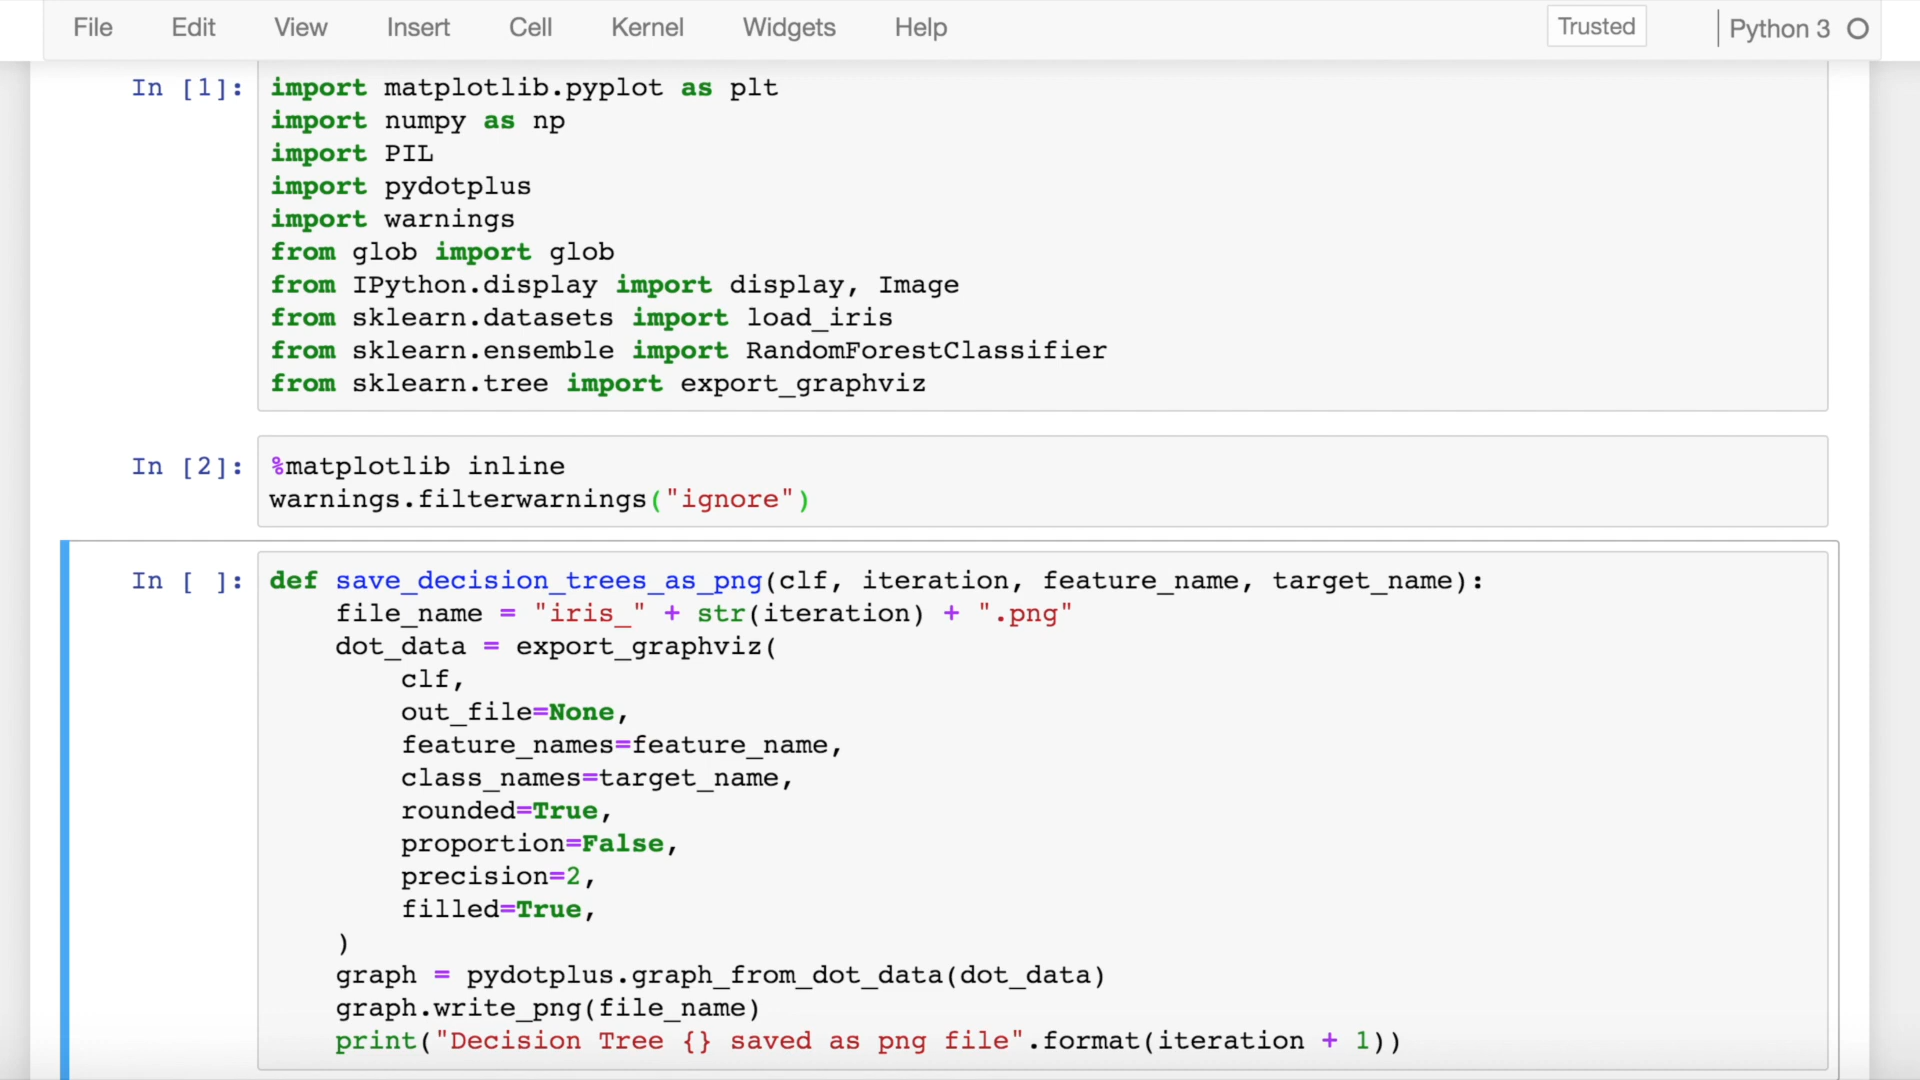 File Edit View Insert Cell Kernel Widgets Help Trusted Python 3
In [1]: import matplotlib.pyplot as plt
import numpy as np
import PIL
import pydotplus
import warnings
from glob import glob
from IPython.display import display, Image
from sklearn.datasets import load_iris
from sklearn.ensemble import RandomForestClassifier
from sklearn.tree import export_graphviz
In [2]: %matplotlib inline
warnings.filterwarnings("ignore")
In [ ]: def save_decision_trees_as_png(clf, iteration, feature_name, target_name):
    file_name = "iris_" + str(iteration) + ".png"
    dot_data = export_graphviz(
        clf,
        out_file=None,
        feature_names=feature_name,
        class_names=target_name,
        rounded=True,
        proportion=False,
        precision=2,
        filled=True,
    )
    graph = pydotplus.graph_from_dot_data(dot_data)
    graph.write_png(file_name)
    print("Decision Tree {} saved as png file".format(iteration + 1))